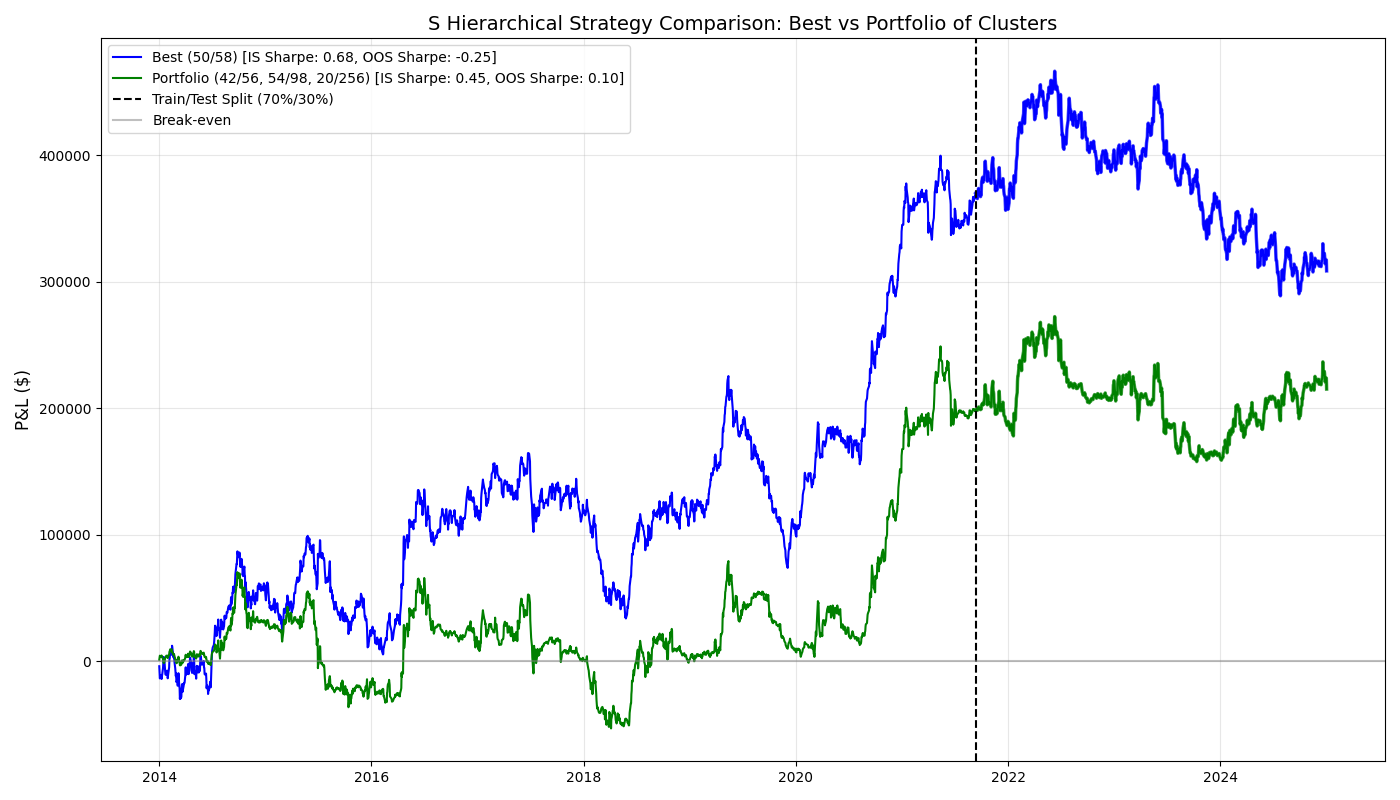 S Hierarchical Strategy Comparison: Best vs Portfolio of Clusters
Best (50/58) [IS Sharpe: 0.68, OOS Sharpe: -0.25]
Portfolio (42/56, 54/98, 20/256) [IS Sharpe: 0.45, OOS Sharpe: 0.10]
Train/Test Split (70%/30%)
Break-even
P&L ($)
400000
300000
200000
100000
0
2014
2016
2018
2020
2022
2024